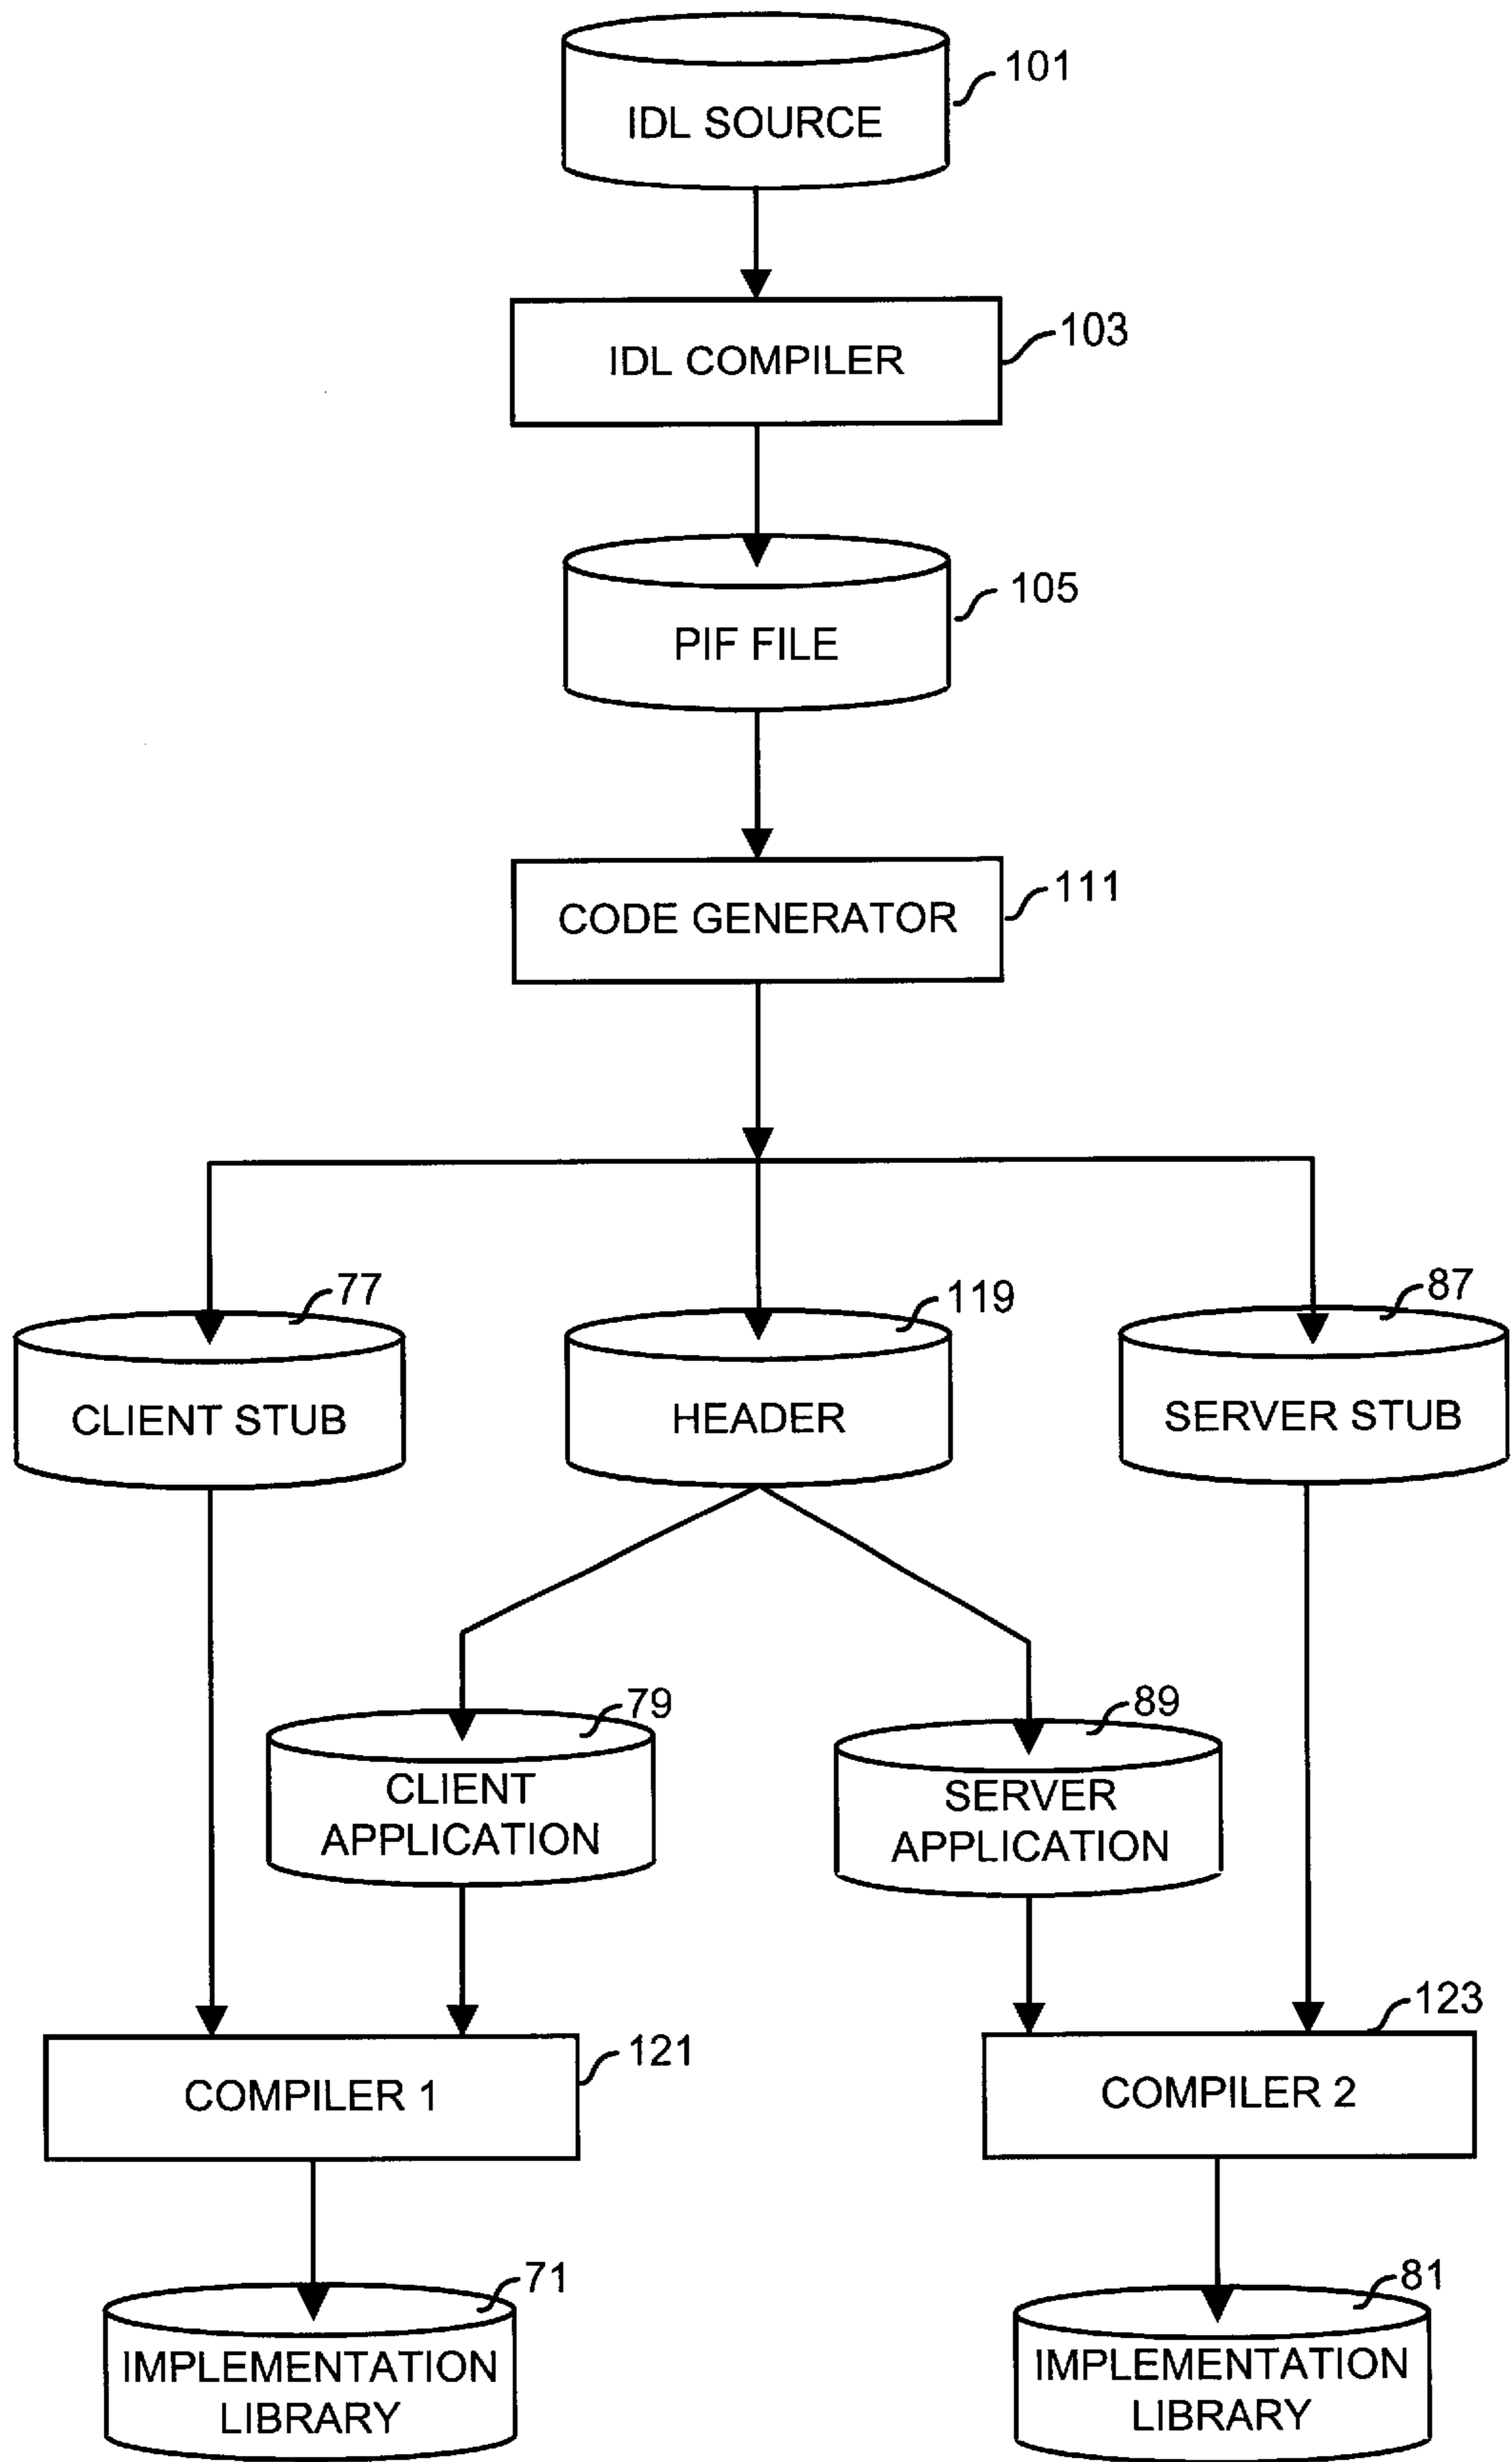 101
IDL SOURCE
103
IDL COMPILER
105
PIF FILE
111
CODE GENERATOR
77
119
87
CLIENT STUB
HEADER
SERVER STUB
79
89
CLIENT
APPLICATION
SERVER
APPLICATION
121
123
COMPILER 1
COMPILER 2
71
81
IMPLEMENTATION
LIBRARY
IMPLEMENTATION
LIBRARY